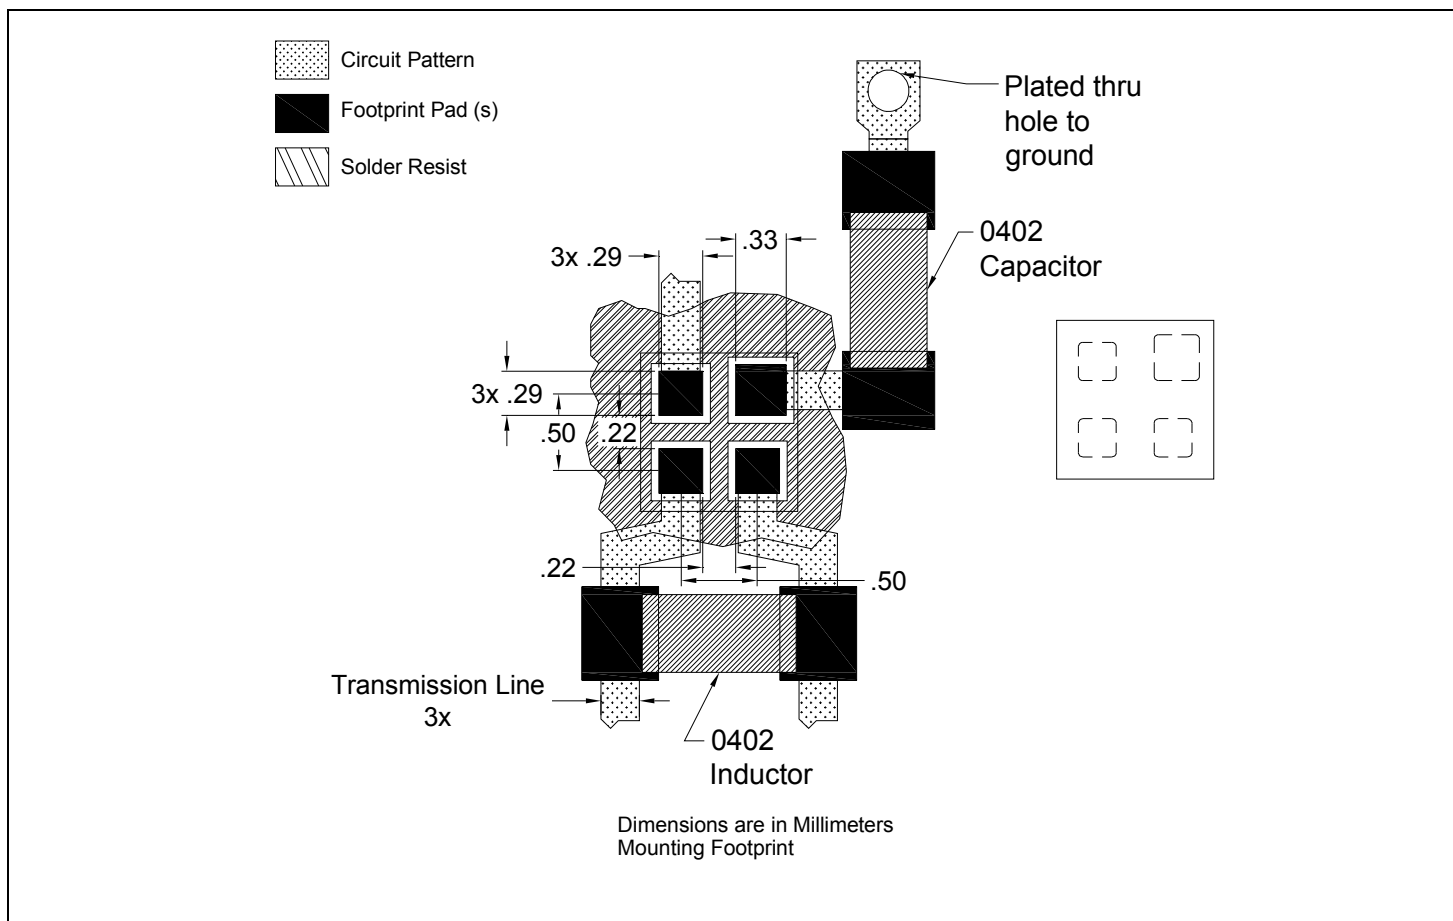 Circuit Pattern
Footprint Pad (s)
Solder Resist
Plated thru
hole to
ground
0402
Capacitor
.33
3x .29
3x .29
.50
.22
.22
.50
Transmission Line
3x
0402
Inductor
Dimensions are in Millimeters
Mounting Footprint